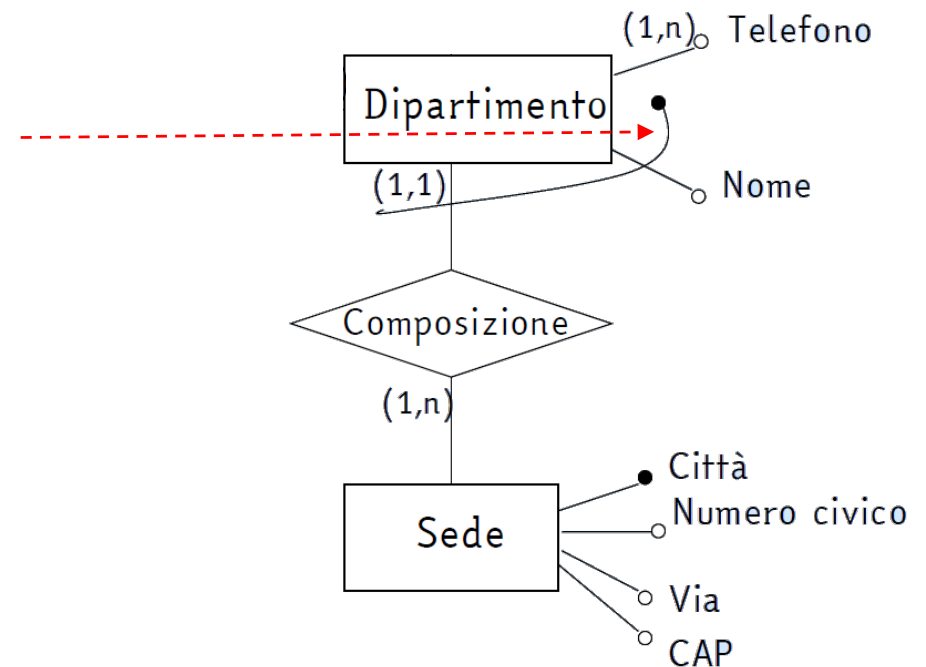 (1,n) Telefono
Dipartimento
(1,1)
Nome
Composizione
(1,n)
Città
Numero civico
Sede
Via
CAP